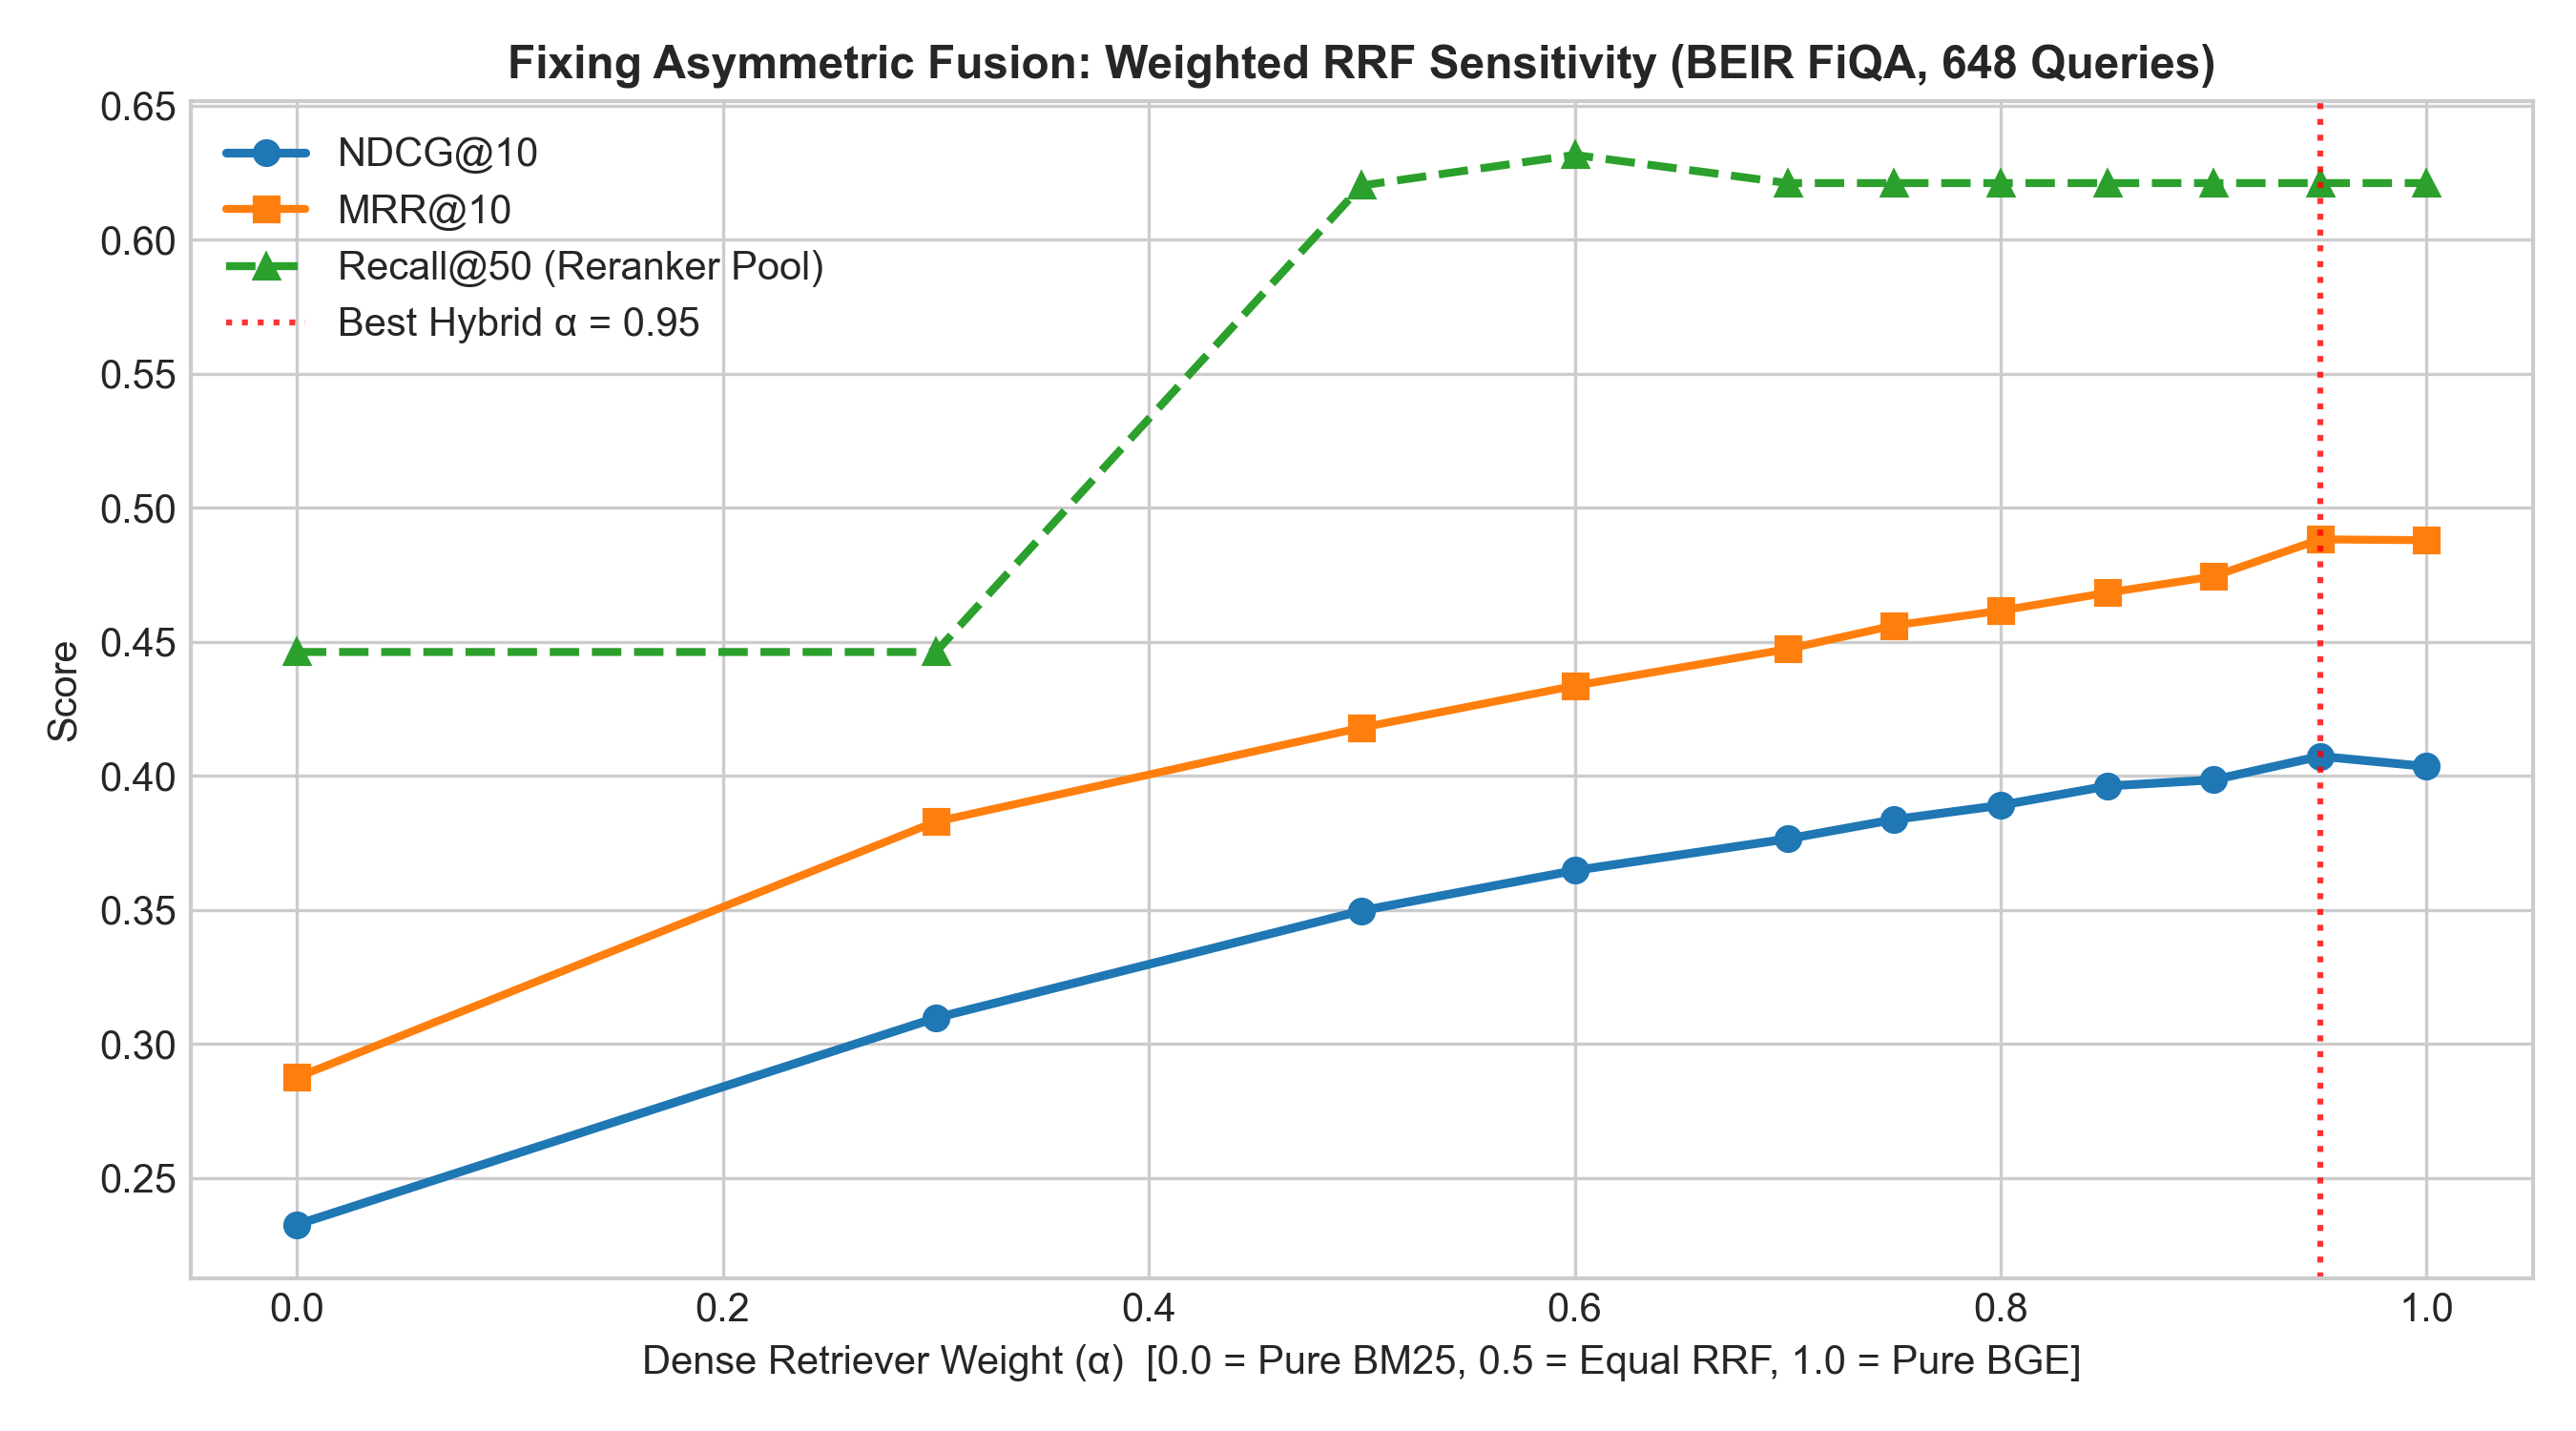 Fixing Asymmetric Fusion: Weighted RRF Sensitivity (BEIR FiQA, 648 Queries)
NDCG@10
MRR@10
Recall@50 (Reranker Pool)
Best Hybrid α = 0.95
Score
0.65
0.60
0.55
0.50
0.45
0.40
0.35
0.30
0.25
0.0 0.2 0.4 0.6 0.8 1.0
Dense Retriever Weight (α) [0.0 = Pure BM25, 0.5 = Equal RRF, 1.0 = Pure BGE]